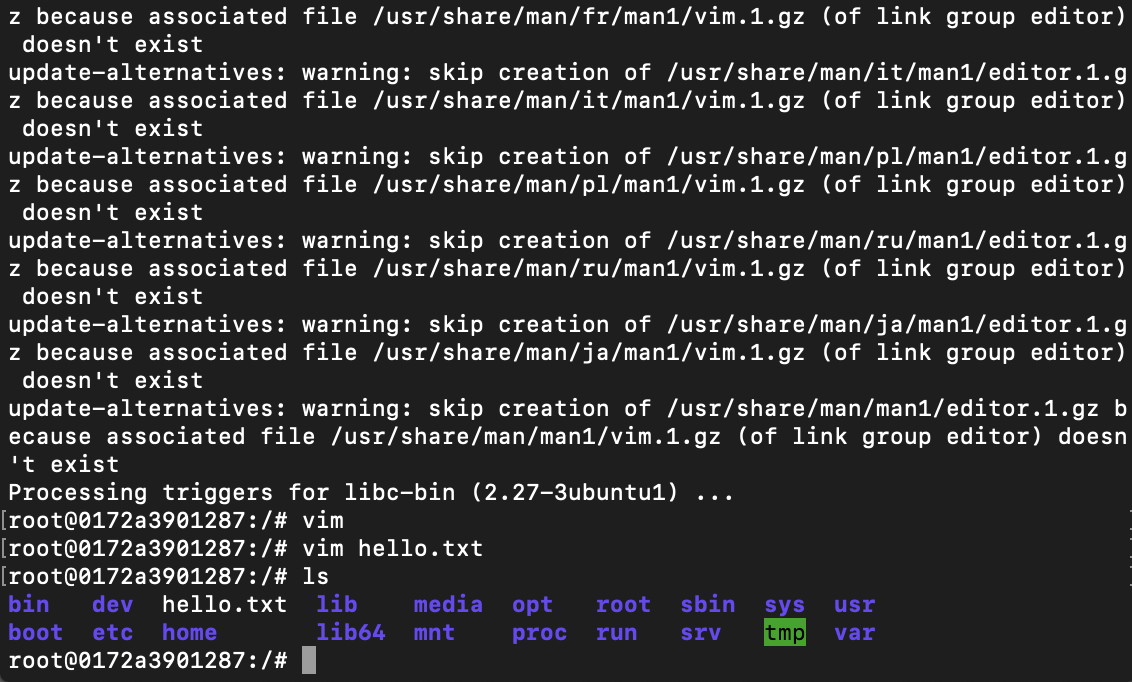 z because associated file /usr/share/man/fr/man1/vim.1.gz (of link group editor)
 doesn't exist
update-alternatives: warning: skip creation of /usr/share/man/it/man1/editor.1.g
z because associated file /usr/share/man/it/man1/vim.1.gz (of link group editor)
 doesn't exist
update-alternatives: warning: skip creation of /usr/share/man/pl/man1/editor.1.g
z because associated file /usr/share/man/pl/man1/vim.1.gz (of link group editor)
 doesn't exist
update-alternatives: warning: skip creation of /usr/share/man/ru/man1/editor.1.g
z because associated file /usr/share/man/ru/man1/vim.1.gz (of link group editor)
 doesn't exist
update-alternatives: warning: skip creation of /usr/share/man/ja/man1/editor.1.g
z because associated file /usr/share/man/ja/man1/vim.1.gz (of link group editor)
 doesn't exist
update-alternatives: warning: skip creation of /usr/share/man/man1/editor.1.gz b
ecause associated file /usr/share/man/man1/vim.1.gz (of link group editor) doesn
't exist
Processing triggers for libc-bin (2.27-3ubuntu1) ...
[root@0172a3901287:/# vim
[root@0172a3901287:/# vim hello.txt
[root@0172a3901287:/# ls
bin   dev  hello.txt  lib    media  opt   root  sbin  sys  usr
boot  etc  home       lib64  mnt    proc  run   srv   tmp  var
root@0172a3901287:/#